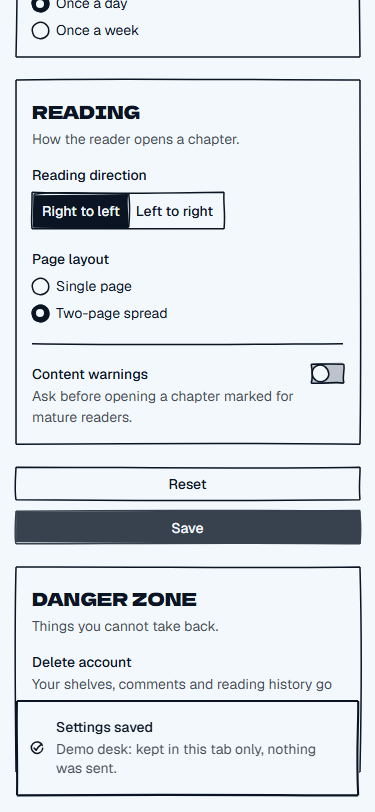 Once a day
Once a week
READING
How the reader opens a chapter.
Reading direction
Right to left
Left to right
Page layout
Single page
Two-page spread
Content warnings
Ask before opening a chapter marked for
mature readers.
Reset
Save
DANGER ZONE
Things you cannot take back.
Delete account
Your shelves, comments and reading history go
Settings saved
Demo desk: kept in this tab only, nothing
was sent.